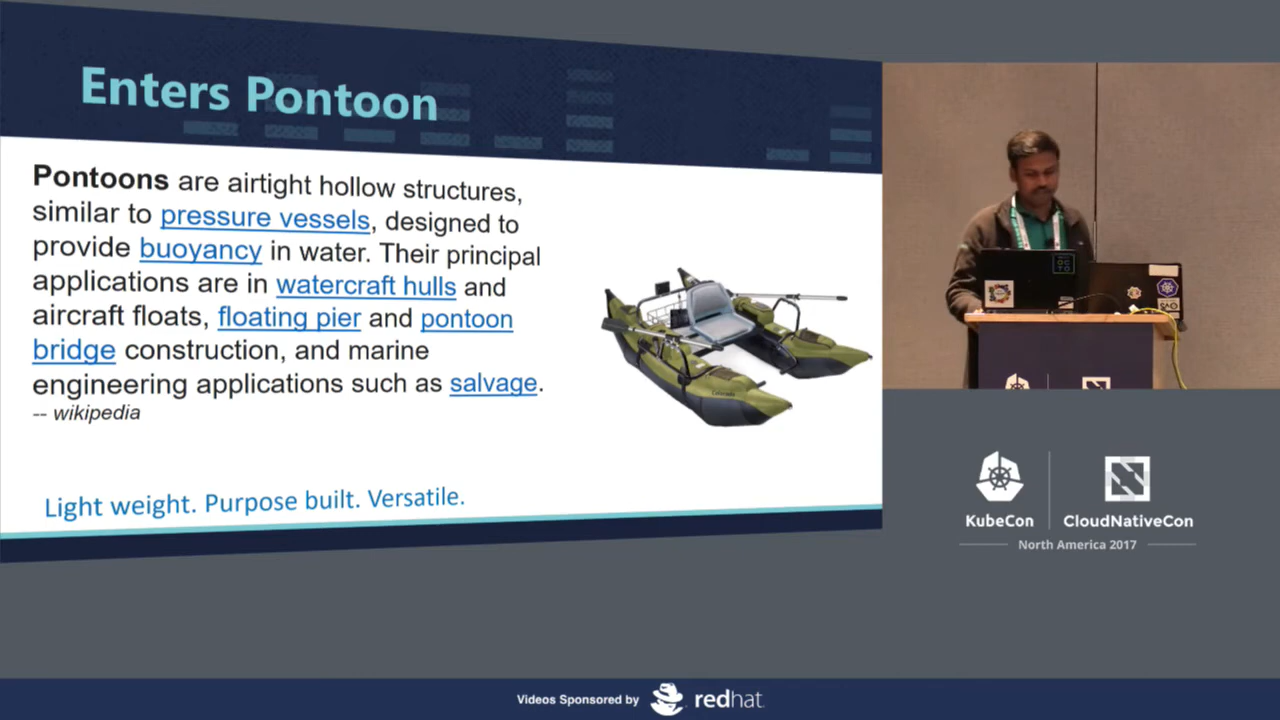 Enters Pontoon
Pontoons are airtight hollow structures,
similar to pressure vessels, designed to
provide buoyancy in water. Their principal
applications are in watercraft hulls and
aircraft floats, floating pier and pontoon
bridge construction, and marine
engineering applications such as salvage.
-- wikipedia
Light weight. Purpose built. Versatile.
KubeCon
CloudNativeCon
North America 2017
Videos Sponsored by
redhat